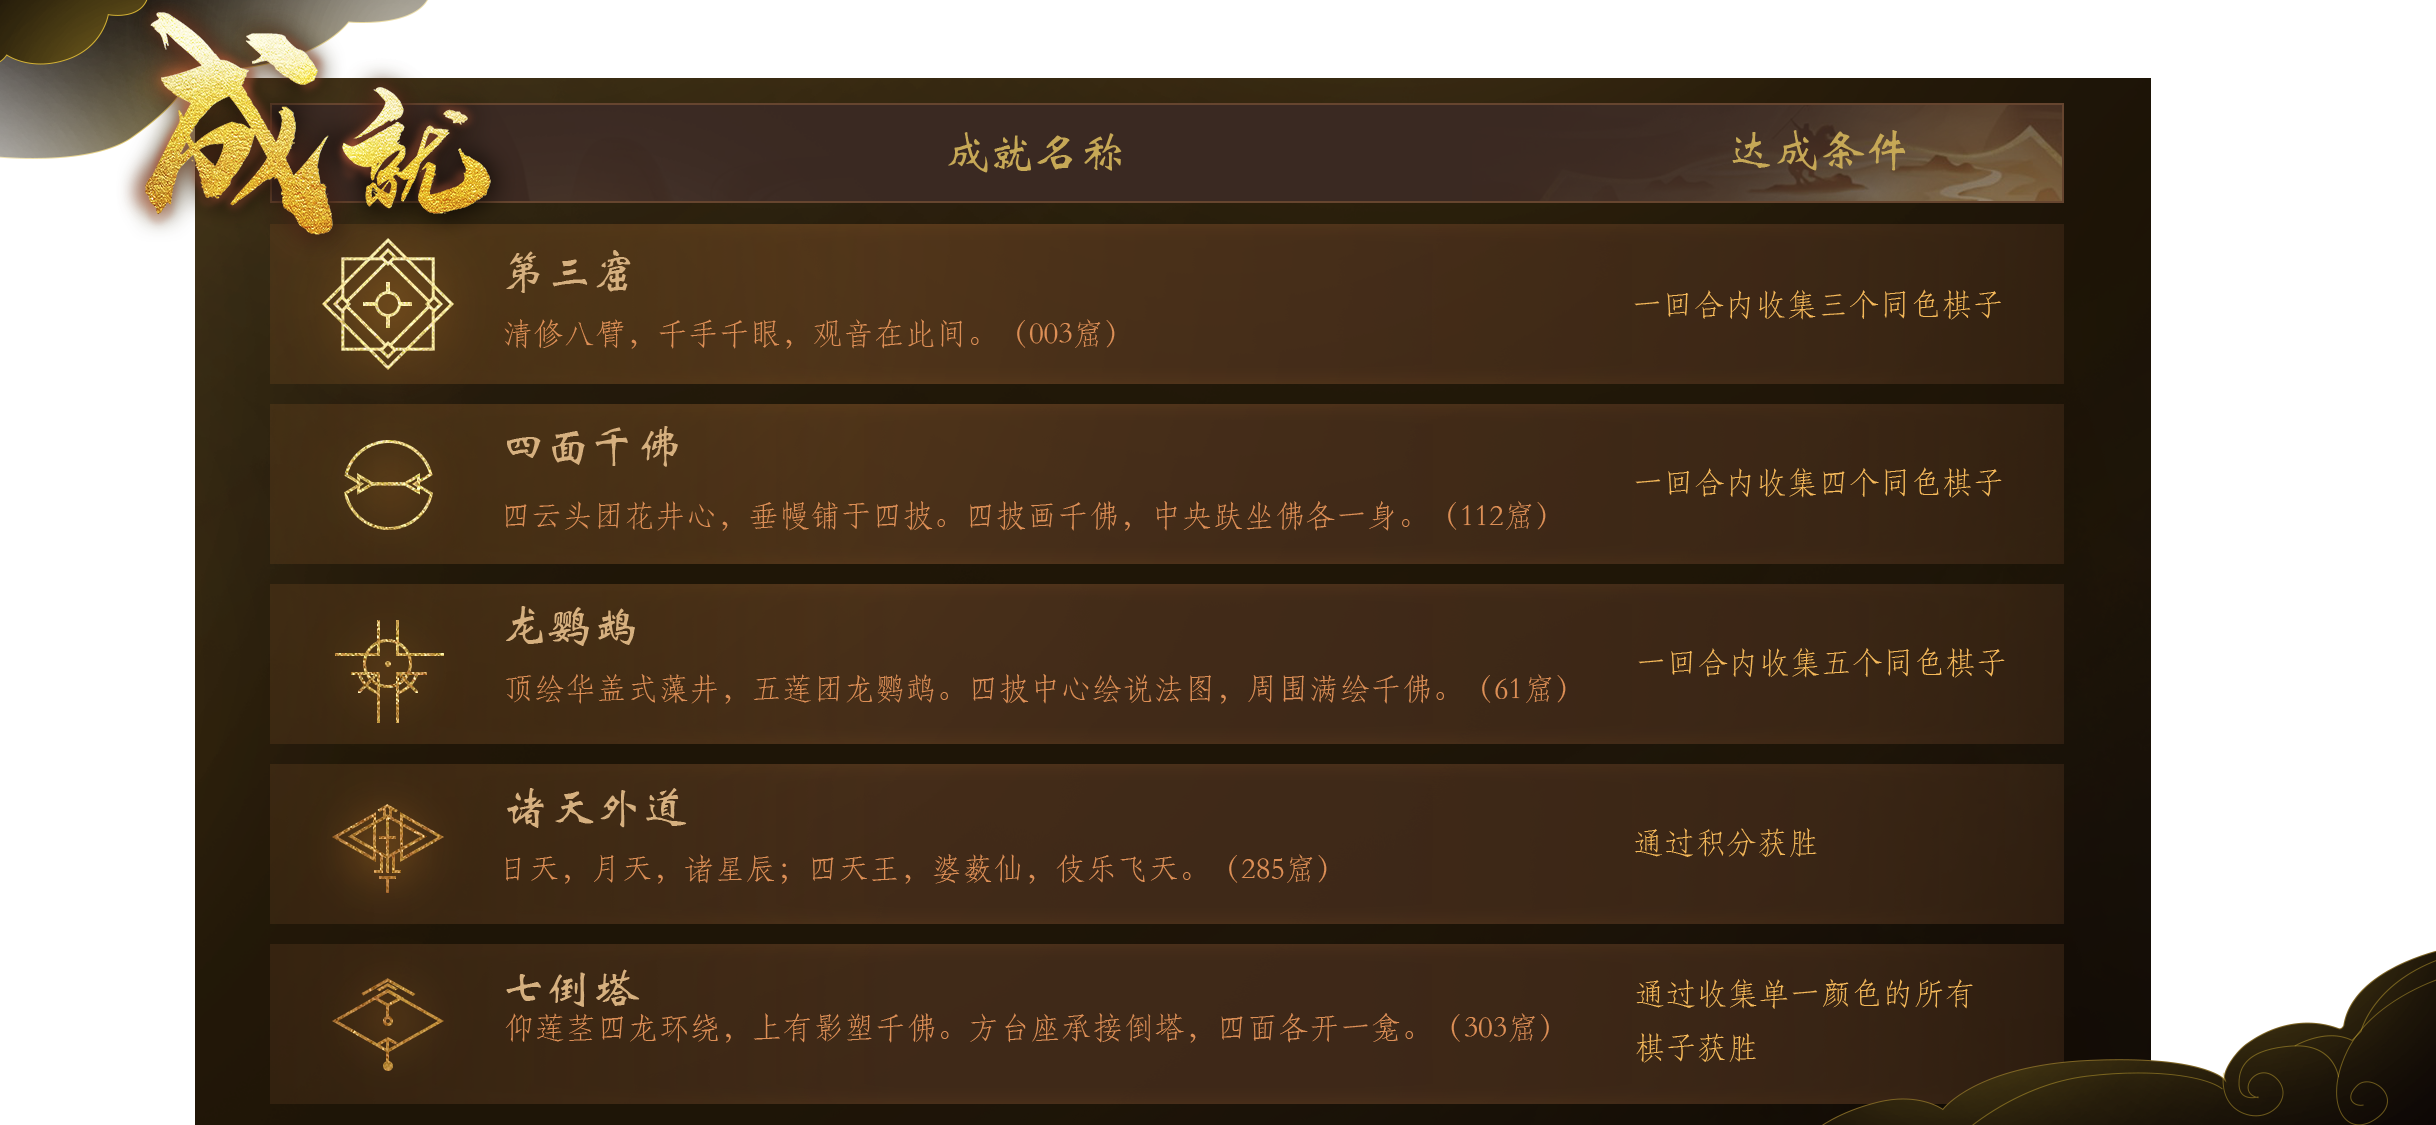 成就
成就名称
达成条件
第三窟
清修八臂，千手千眼，观音在此间。（003窟）
一回合内收集三个同色棋子
四面千佛
四云头团花井心，垂幔铺于四披。四披画千佛，中央趺坐佛各一身。（112窟）
一回合内收集四个同色棋子
龙鹦鹉
顶绘华盖式藻井，五莲团龙鹦鹉。四披中心绘说法图，周围满绘千佛。（61窟）
一回合内收集五个同色棋子
诸天外道
日天，月天，诸星辰；四天王，婆薮仙，伎乐飞天。（285窟）
通过积分获胜
七倒塔
仰莲茎四龙环绕，上有影塑千佛。方台座承接倒塔，四面各开一龛。（303窟）
通过收集单一颜色的所有
棋子获胜